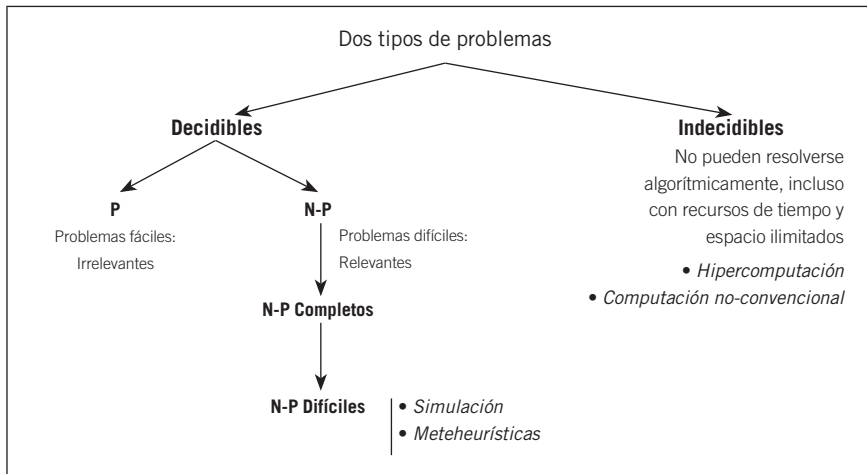 Dos tipos de problemas
Decidibles
Indecidibles
No pueden resolverse
algorítmicamente, incluso
con recursos de tiempo y
espacio ilimitados
• Hipercomputación
• Computación no-convencional
P
Problemas fáciles:
Irrelevantes
N-P
Problemas difíciles:
Relevantes
N-P Completos
N-P Difíciles
• Simulación
• Meteheurísticas